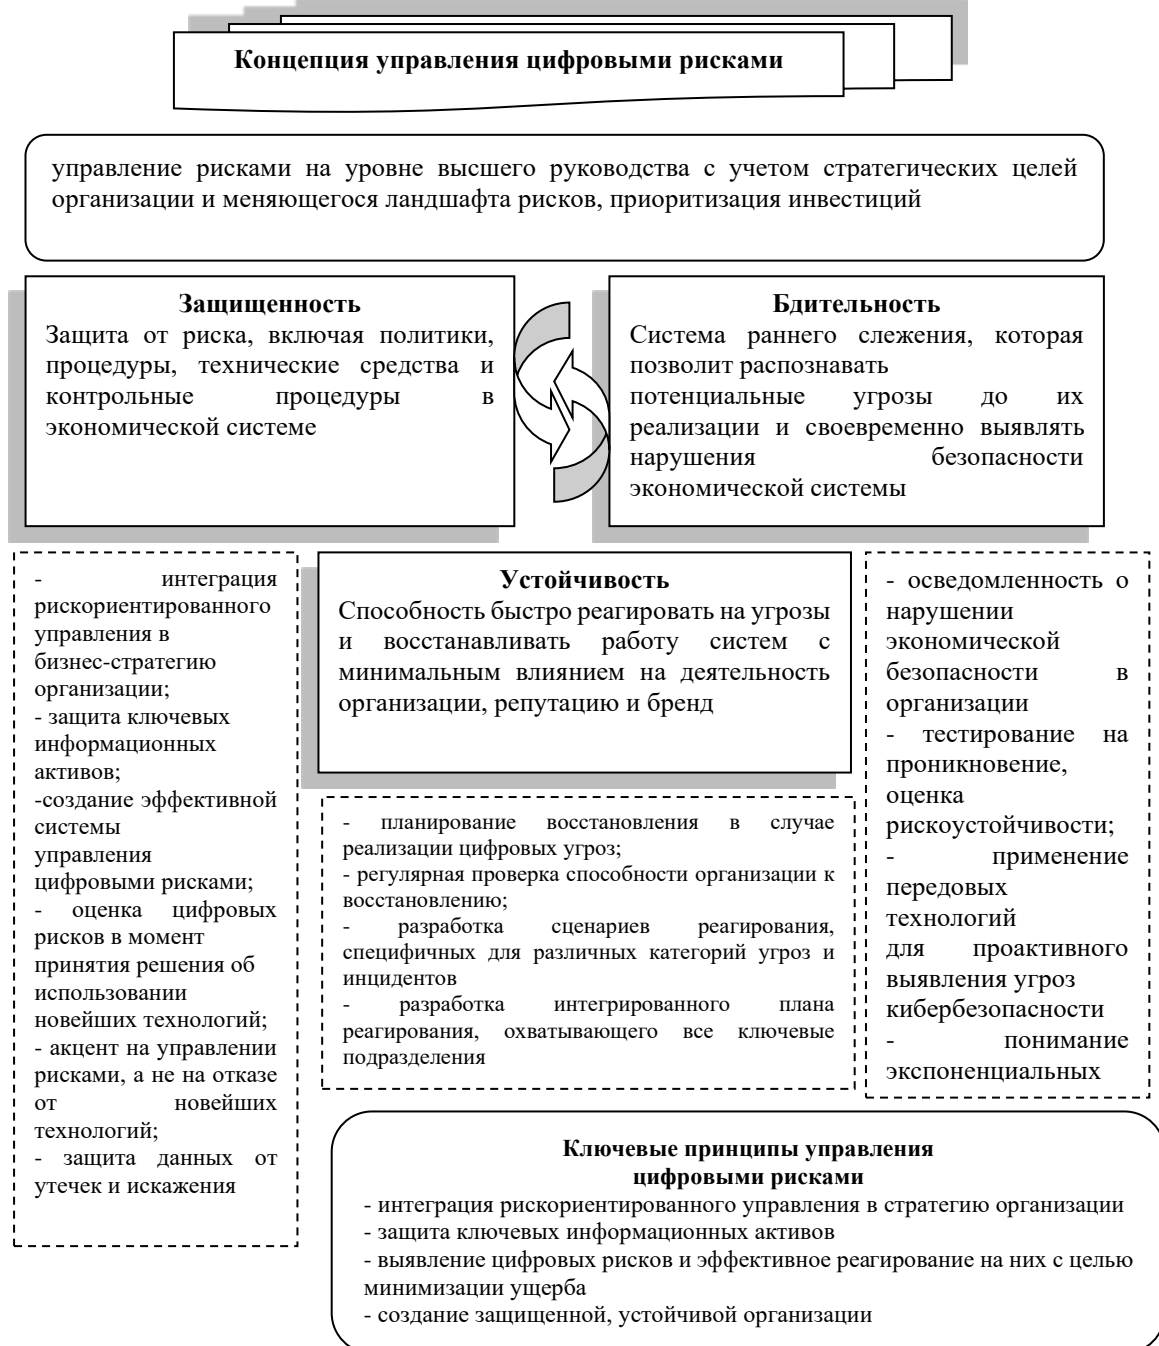 Концепция управления цифровыми рисками
управление рисками на уровне высшего руководства с учетом стратегических целей
организации и меняющегося ландшафта рисков, приоритизация инвестиций
Защищенность
Защита от риска, включая политики,
процедуры, технические средства и
контрольные процедуры в
экономической системе
Бдительность
Система раннего слежения, которая
позволит распознавать
потенциальные угрозы до их
реализации и своевременно выявлять
нарушения безопасности
экономической системы
- интеграция
рискориентированного
управления в
бизнес-стратегию
организации;
- защита ключевых
информационных
активов;
-создание эффективной
системы
управления
цифровыми рисками;
- оценка цифровых
рисков в момент
принятия решения об
использовании
новейших технологий;
- акцент на управлении
рисками, а не на отказе
от новейших
технологий;
- защита данных от
утечек и искажения
Устойчивость
Способность быстро реагировать на угрозы
и восстанавливать работу систем с
минимальным влиянием на деятельность
организации, репутацию и бренд
- планирование восстановления в случае
реализации цифровых угроз;
- регулярная проверка способности организации к
восстановлению;
- разработка сценариев реагирования,
специфичных для различных категорий угроз и
инцидентов
- разработка интегрированного плана
реагирования, охватывающего все ключевые
подразделения
- осведомленность о
нарушении
экономической
безопасности в
организации
- тестирование на
проникновение,
оценка
рискоустойчивости;
- применение
передовых
технологий
для проактивного
выявления угроз
кибербезопасности
- понимание
экспоненциальных
Ключевые принципы управления
цифровыми рисками
- интеграция рискориентированного управления в стратегию организации
- защита ключевых информационных активов
- выявление цифровых рисков и эффективное реагирование на них с целью
минимизации ущерба
- создание защищенной, устойчивой организации